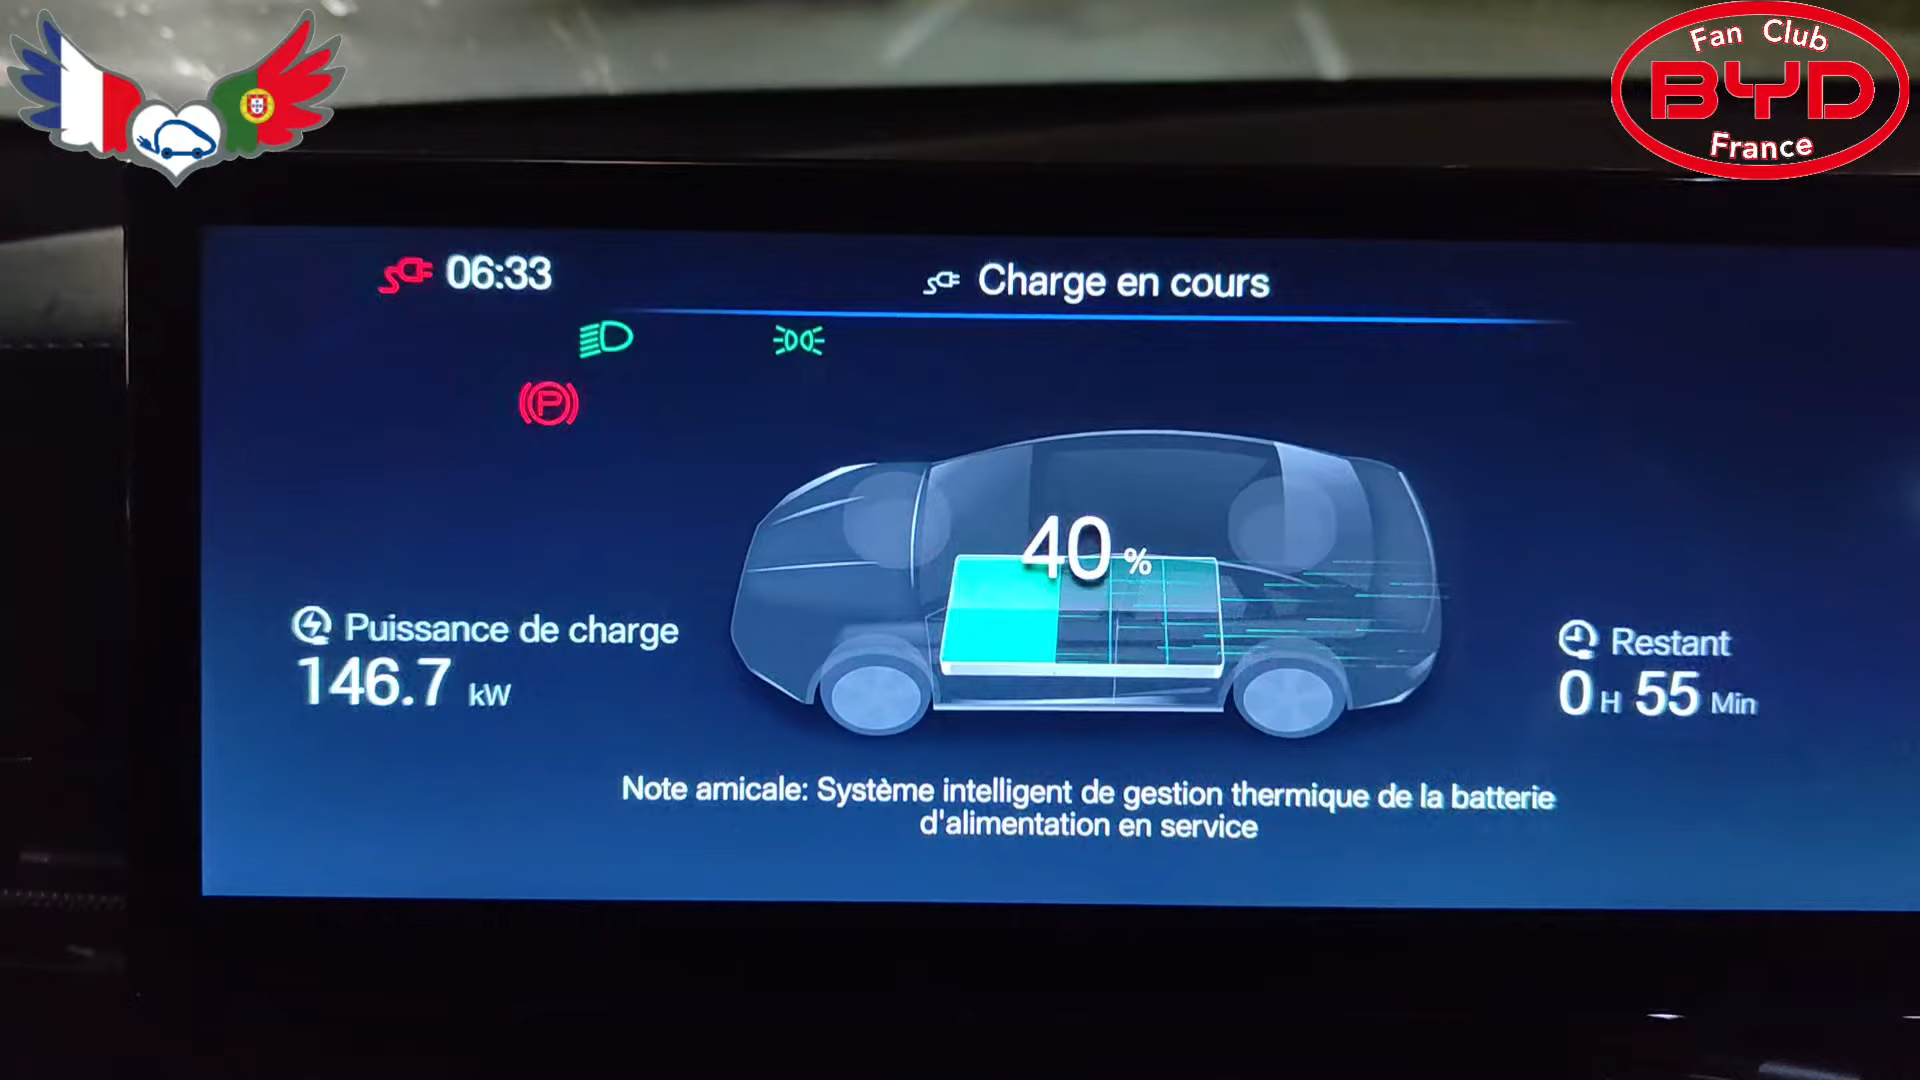 Fan Club
BYD
France
06:33
Charge en cours
40 %
Puissance de charge
146.7 kW
Restant
0 H 55 Min
Note amicale: Système intelligent de gestion thermique de la batterie
d'alimentation en service